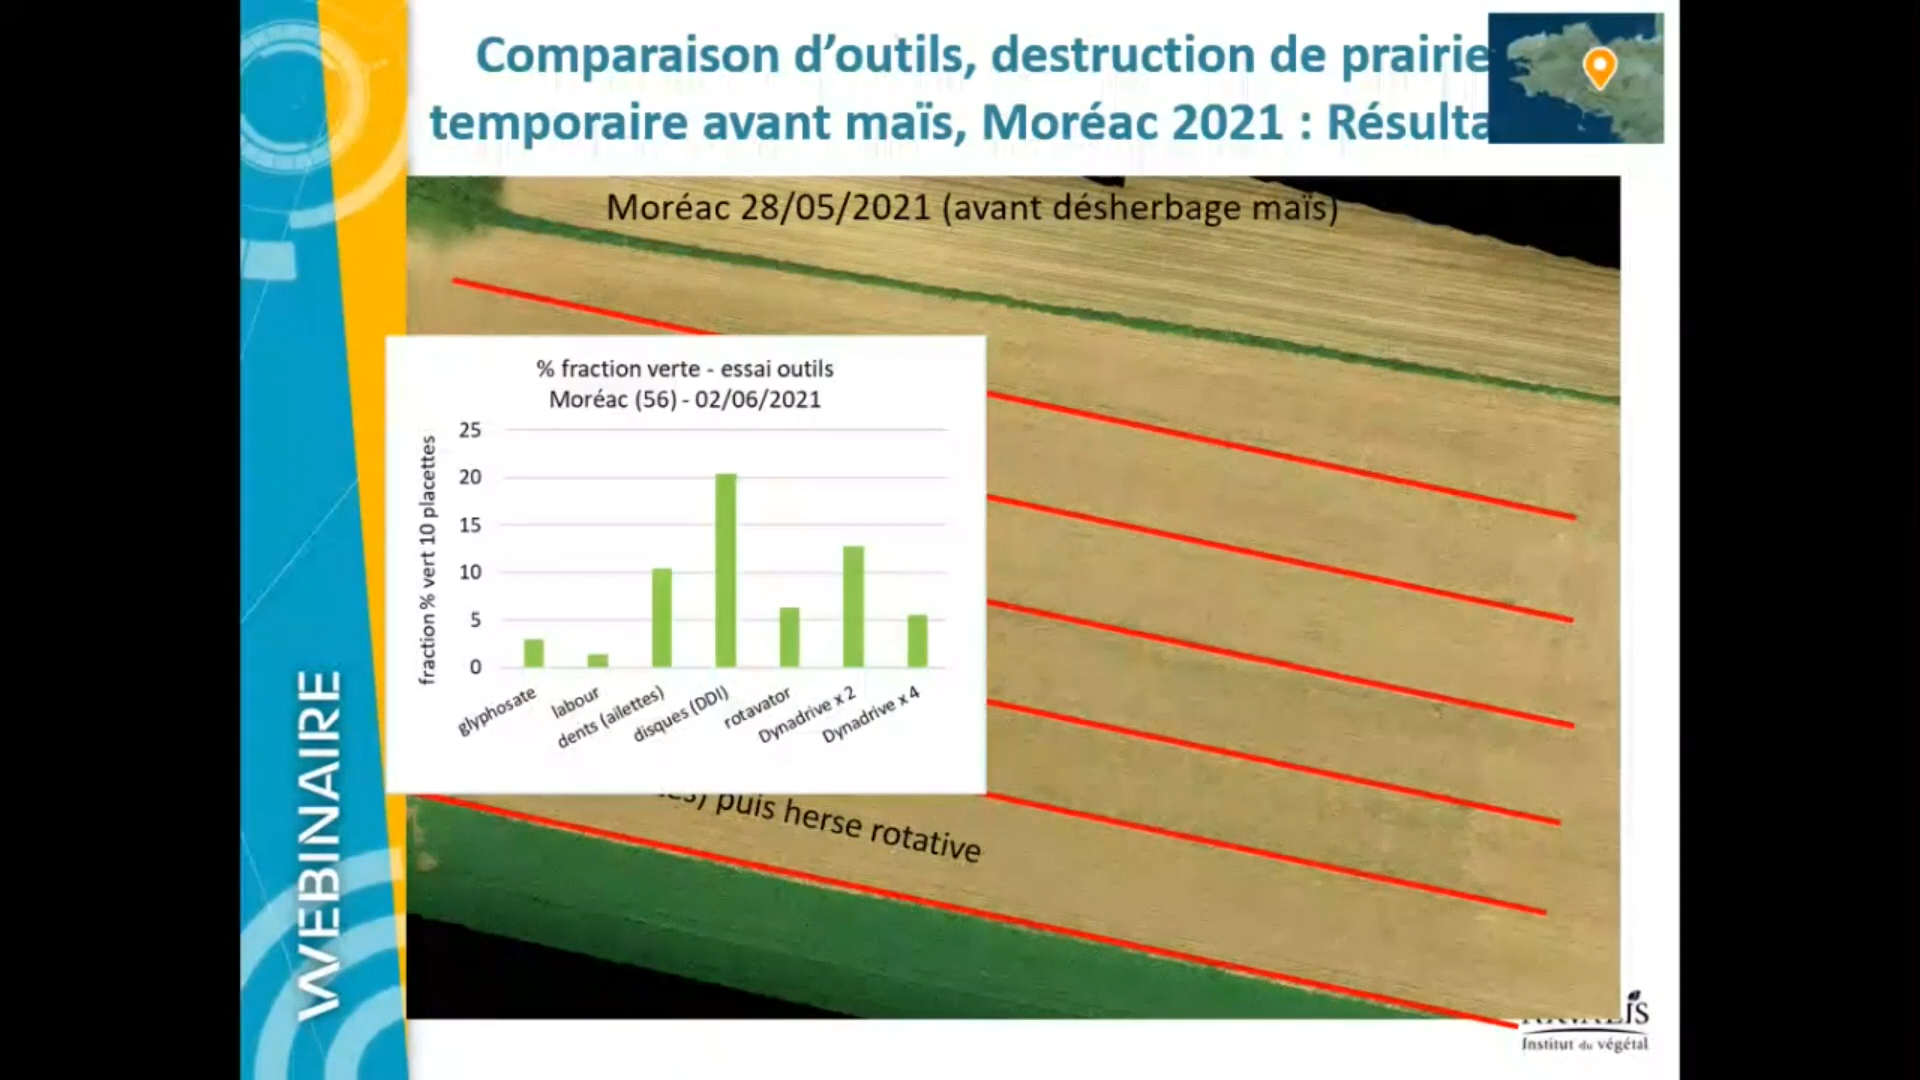 Comparaison d'outils, destruction de prairie
temporaire avant maïs, Moréac 2021 : Résulta
Moréac 28/05/2021 (avant désherbage maïs)
% fraction verte - essai outils
Moréac (56) - 02/06/2021
fraction % vert 10 placettes
25
20
15
10
5
0
glyphosate
labour
dents (ailettes)
disques (DDI)
rotavator
Dynadrive x 2
Dynadrive x 4
puis herse rotative
WEBINAIRE
Institut du végétal